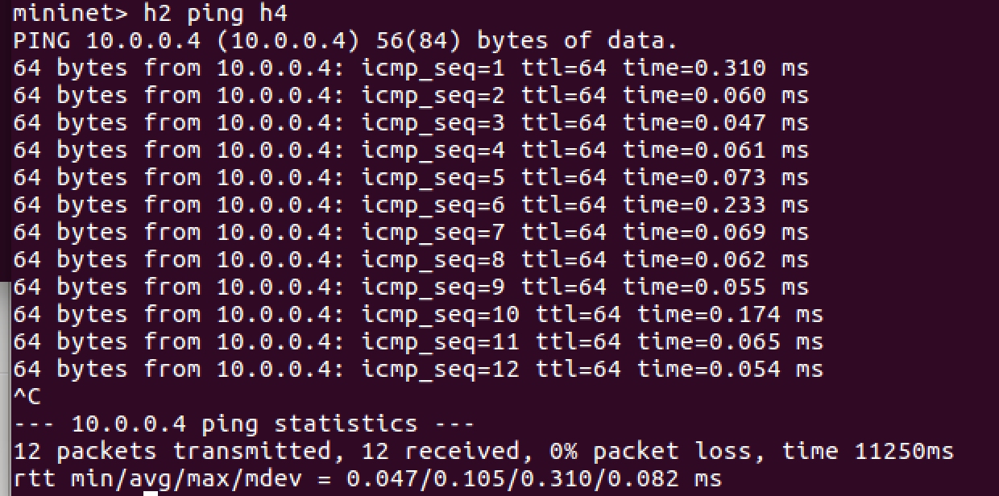 mininet> h2 ping h4
PING 10.0.0.4 (10.0.0.4) 56(84) bytes of data.
64 bytes from 10.0.0.4: icmp_seq=1 ttl=64 time=0.310 ms
64 bytes from 10.0.0.4: icmp_seq=2 ttl=64 time=0.060 ms
64 bytes from 10.0.0.4: icmp_seq=3 ttl=64 time=0.047 ms
64 bytes from 10.0.0.4: icmp_seq=4 ttl=64 time=0.061 ms
64 bytes from 10.0.0.4: icmp_seq=5 ttl=64 time=0.073 ms
64 bytes from 10.0.0.4: icmp_seq=6 ttl=64 time=0.233 ms
64 bytes from 10.0.0.4: icmp_seq=7 ttl=64 time=0.069 ms
64 bytes from 10.0.0.4: icmp_seq=8 ttl=64 time=0.062 ms
64 bytes from 10.0.0.4: icmp_seq=9 ttl=64 time=0.055 ms
64 bytes from 10.0.0.4: icmp_seq=10 ttl=64 time=0.174 ms
64 bytes from 10.0.0.4: icmp_seq=11 ttl=64 time=0.065 ms
64 bytes from 10.0.0.4: icmp_seq=12 ttl=64 time=0.054 ms
^C
--- 10.0.0.4 ping statistics ---
12 packets transmitted, 12 received, 0% packet loss, time 11250ms
rtt min/avg/max/mdev = 0.047/0.105/0.310/0.082 ms